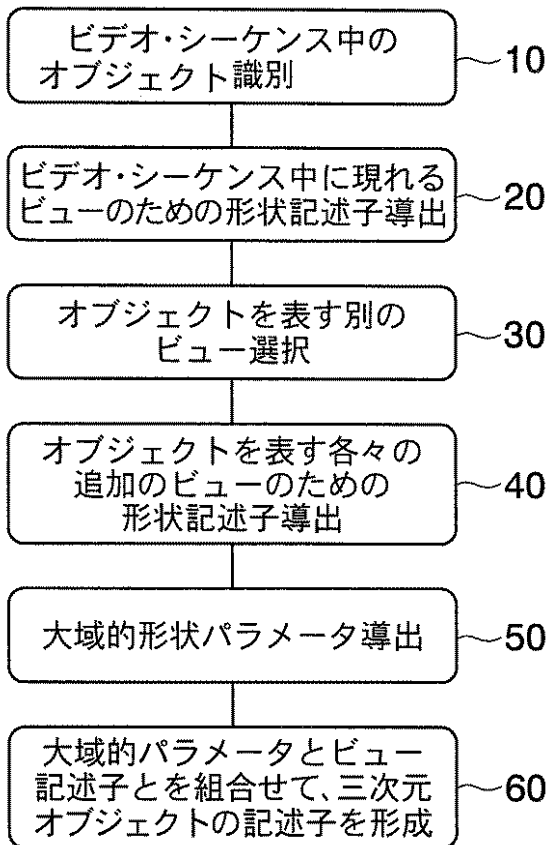 ビデオ・シーケンス中の
オブジェクト識別
10
ビデオ・シーケンス中に現れる
ビューのための形状記述子導出
20
オブジェクトを表す別の
ビュー選択
30
オブジェクトを表す各々の
追加のビューのための
形状記述子導出
40
大域的形状パラメータ導出
50
大域的パラメータとビュー
記述子とを組合せて、三次元
オブジェクトの記述子を形成
60